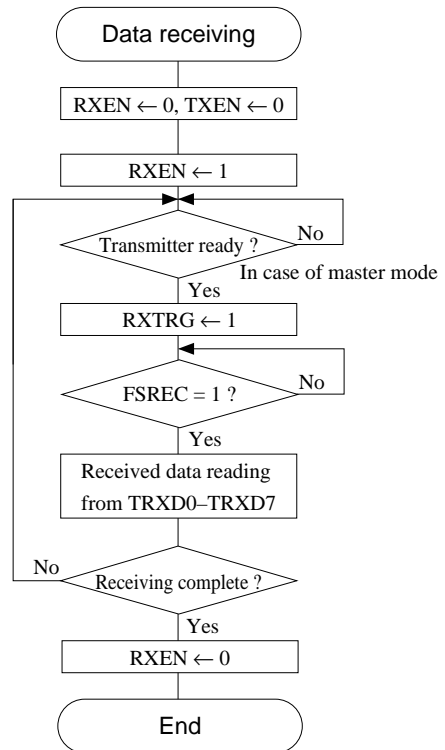 Data receiving
RXEN ← 0, TXEN ← 0
RXEN ← 1
Transmitter ready ?
No
In case of master mode
Yes
RXTRG ← 1
FSREC = 1 ?
No
Yes
Received data reading
from TRXD0–TRXD7
No
Receiving complete ?
Yes
RXEN ← 0
End